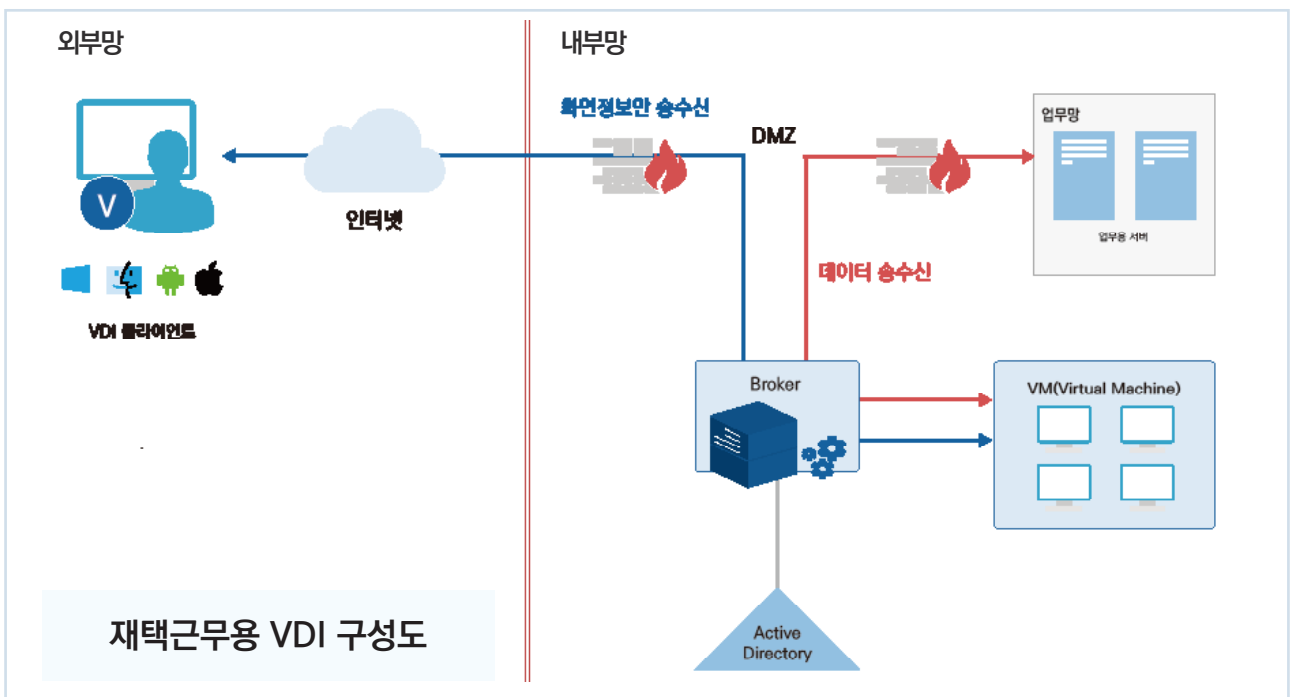 외부망
내부망
화면정보만 송수신
DMZ
업무망
업무용 서버
인터넷
데이터 송수신
V
VDI 클라이언트
Broker
VM(Virtual Machine)
재택근무용 VDI 구성도
Active
Directory